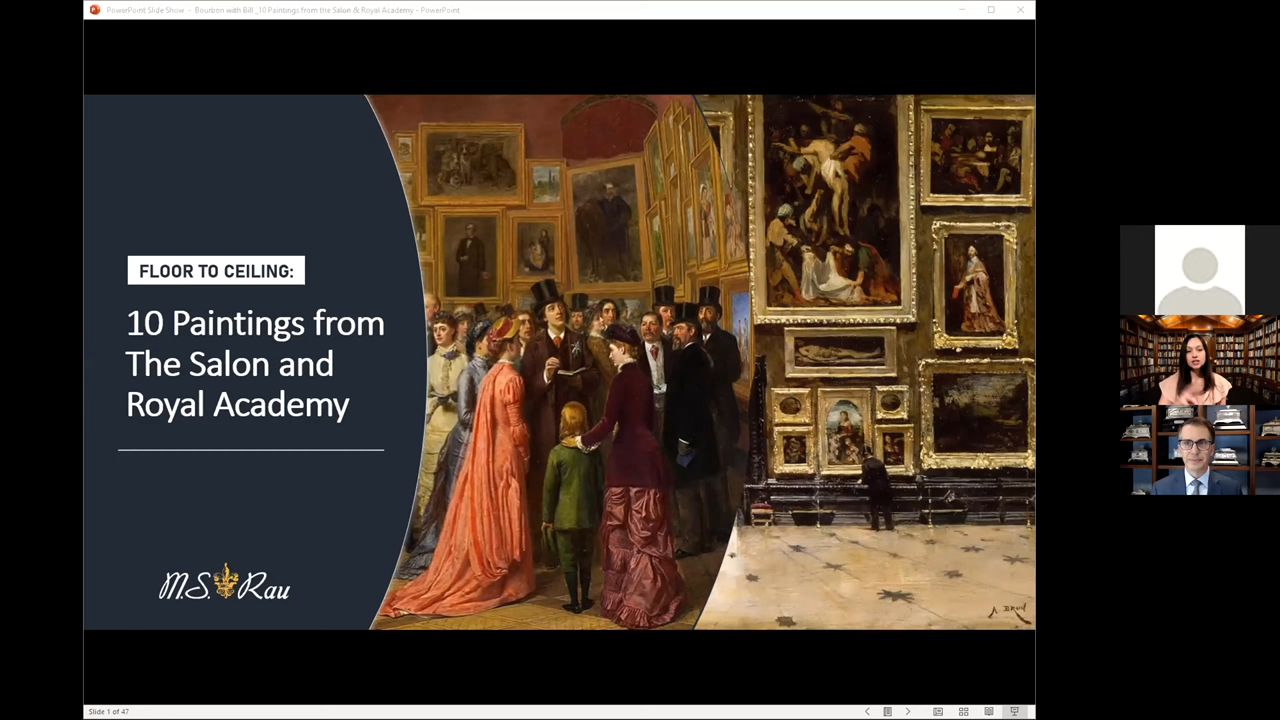 PowerPoint Slide Show - Bourbon with Bill _10 Paintings from the Salon & Royal Academy - PowerPoint
FLOOR TO CEILING:
10 Paintings from
The Salon and
Royal Academy
M.S. Rau
A. BRUN
Slide 1 of 47